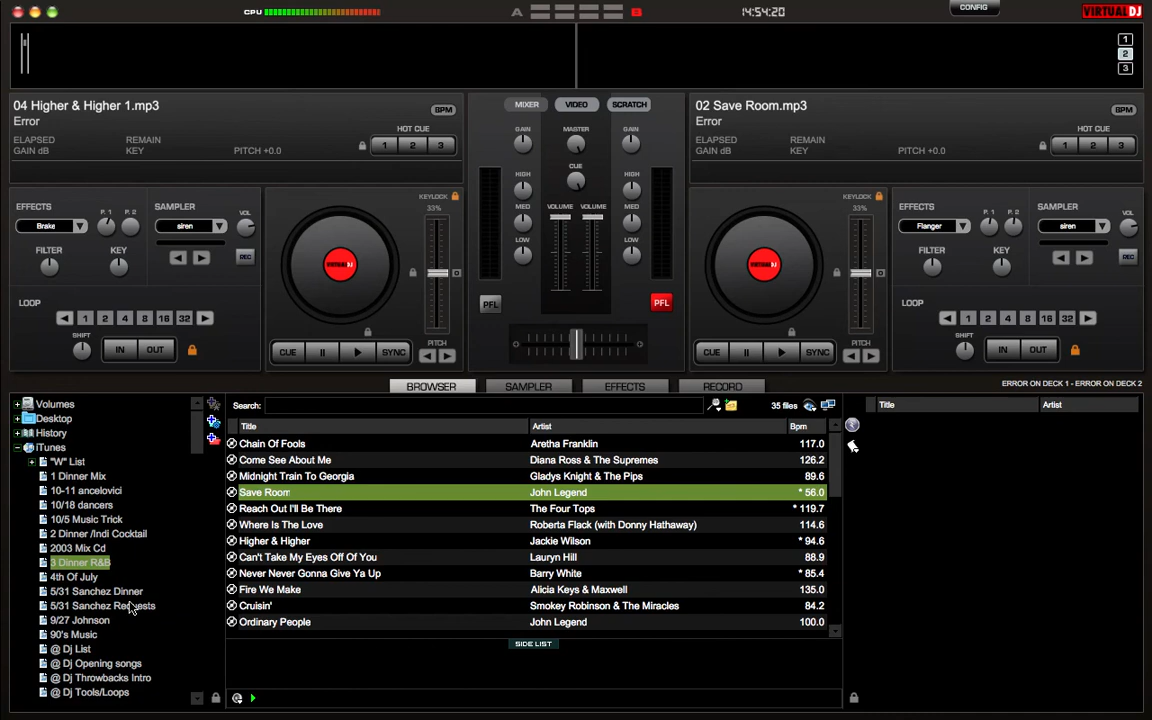 CPU
A
B
14:54:20
CONFIG
VIRTUALDJ
1
2
3
04 Higher & Higher 1.mp3
BPM
Error
ELAPSED REMAIN
GAIN dB KEY PITCH +0.0
HOT CUE
1 2 3
MIXER VIDEO SCRATCH
GAIN MASTER GAIN
HIGH CUE HIGH
MED VOLUME VOLUME MED
LOW LOW
PFL PFL
02 Save Room.mp3
BPM
Error
ELAPSED REMAIN
GAIN dB KEY PITCH +0.0
HOT CUE
1 2 3
EFFECTS P. 1 P. 2 SAMPLER VOL
Brake siren
FILTER KEY REC
LOOP
1 2 4 8 16 32
SHIFT IN OUT
KEYLOCK
33%
VIRTUALDJ
CUE SYNC PITCH
KEYLOCK
33%
VIRTUALDJ
CUE SYNC PITCH
EFFECTS P. 1 P. 2 SAMPLER VOL
Flanger siren
FILTER KEY REC
LOOP
1 2 4 8 16 32
SHIFT IN OUT
BROWSER SAMPLER EFFECTS RECORD
ERROR ON DECK 1 - ERROR ON DECK 2
Volumes
Desktop
History
iTunes
"W" List
1 Dinner Mix
10-11 ancelovici
10/18 dancers
10/5 Music Trick
2 Dinner /Indi Cocktail
2003 Mix Cd
3 Dinner R&B
4th Of July
5/31 Sanchez Dinner
5/31 Sanchez Requests
9/27 Johnson
90's Music
@ Dj List
@ Dj Opening songs
@ Dj Throwbacks Intro
@ Dj Tools/Loops
Search: 35 files
Title Artist Bpm
Chain Of Fools Aretha Franklin 117.0
Come See About Me Diana Ross & The Supremes 126.2
Midnight Train To Georgia Gladys Knight & The Pips 89.6
Save Room John Legend * 56.0
Reach Out I'll Be There The Four Tops * 119.7
Where Is The Love Roberta Flack (with Donny Hathaway) 114.6
Higher & Higher Jackie Wilson * 94.6
Can't Take My Eyes Off Of You Lauryn Hill 88.9
Never Never Gonna Give Ya Up Barry White * 85.4
Fire We Make Alicia Keys & Maxwell 135.0
Cruisin' Smokey Robinson & The Miracles 84.2
Ordinary People John Legend 100.0
SIDE LIST
Title Artist